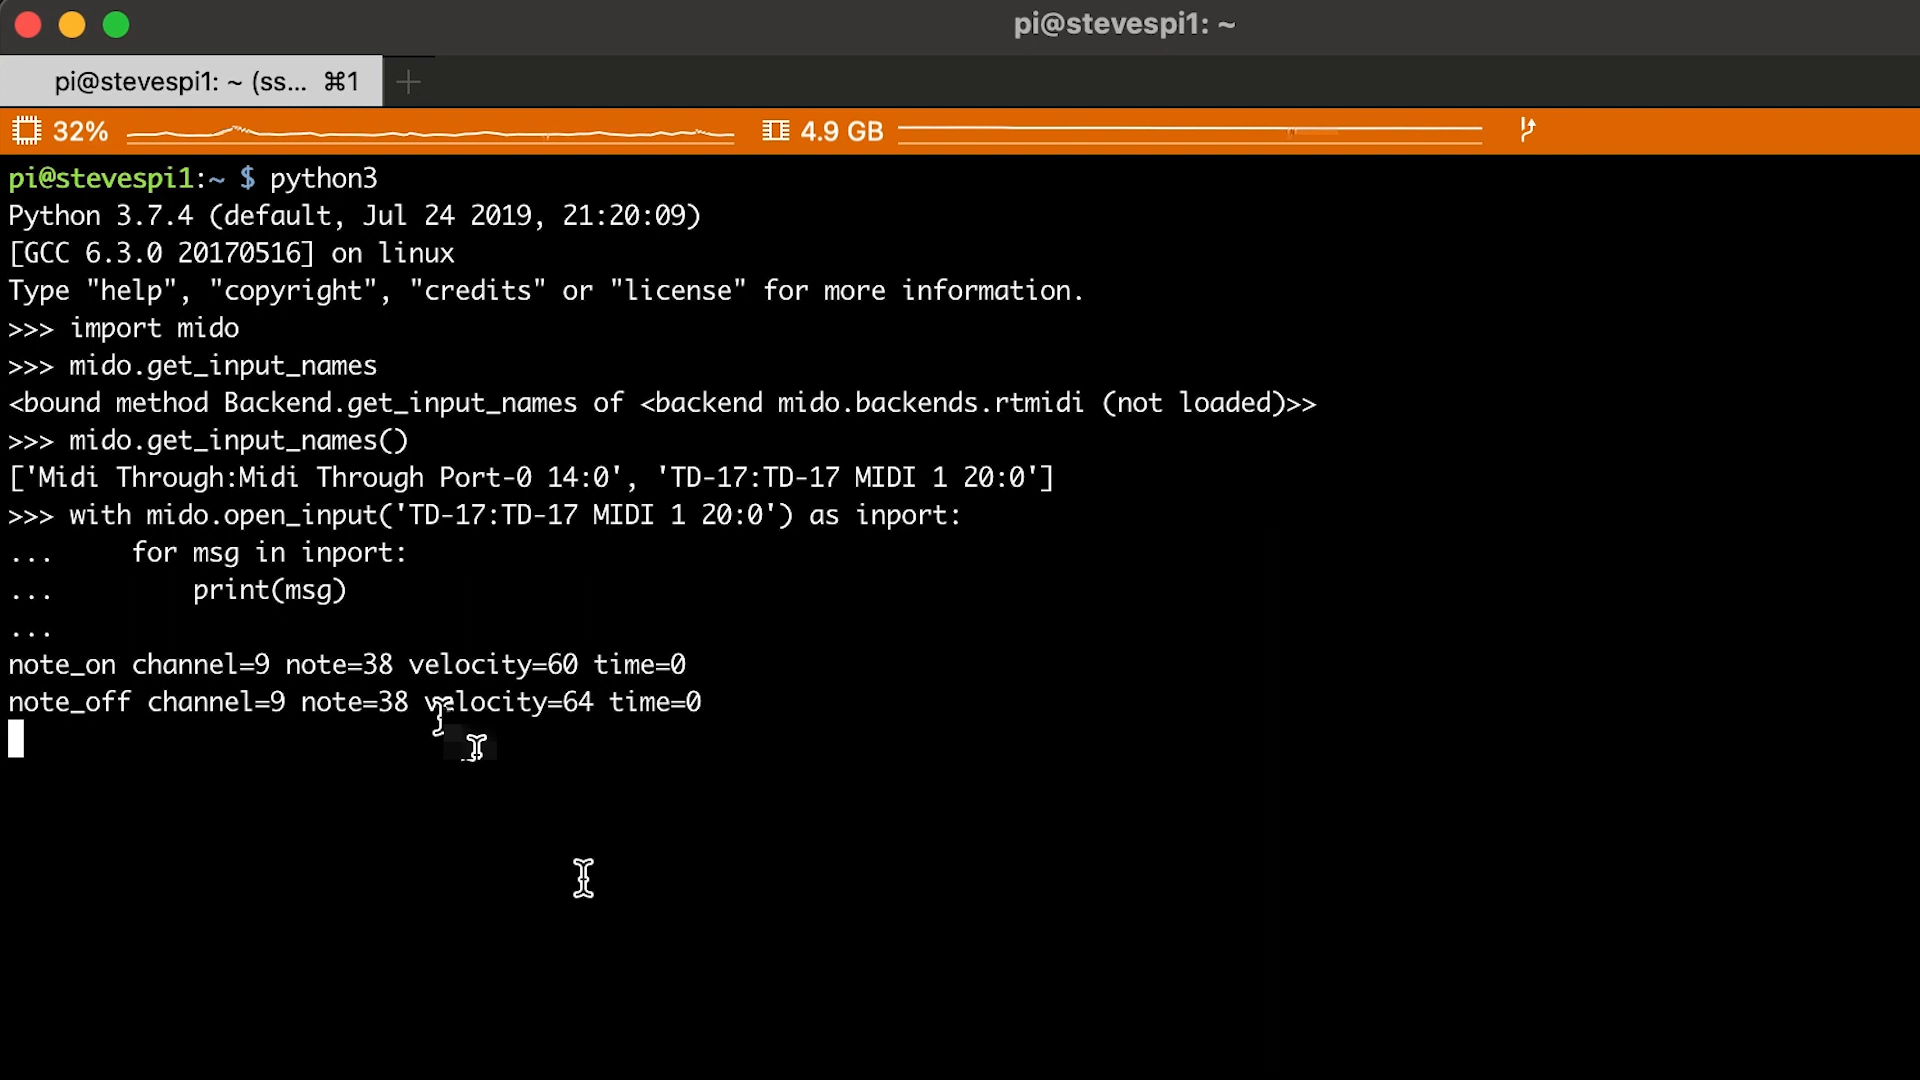 pi@stevespi1: ~
pi@stevespi1: ~ (ss... ⌘1
32% 4.9 GB
pi@stevespi1:~ $ python3
Python 3.7.4 (default, Jul 24 2019, 21:20:09)
[GCC 6.3.0 20170516] on linux
Type "help", "copyright", "credits" or "license" for more information.
>>> import mido
>>> mido.get_input_names
<bound method Backend.get_input_names of <backend mido.backends.rtmidi (not loaded)>>
>>> mido.get_input_names()
['Midi Through:Midi Through Port-0 14:0', 'TD-17:TD-17 MIDI 1 20:0']
>>> with mido.open_input('TD-17:TD-17 MIDI 1 20:0') as inport:
...     for msg in inport:
...         print(msg)
...
note_on channel=9 note=38 velocity=60 time=0
note_off channel=9 note=38 velocity=64 time=0